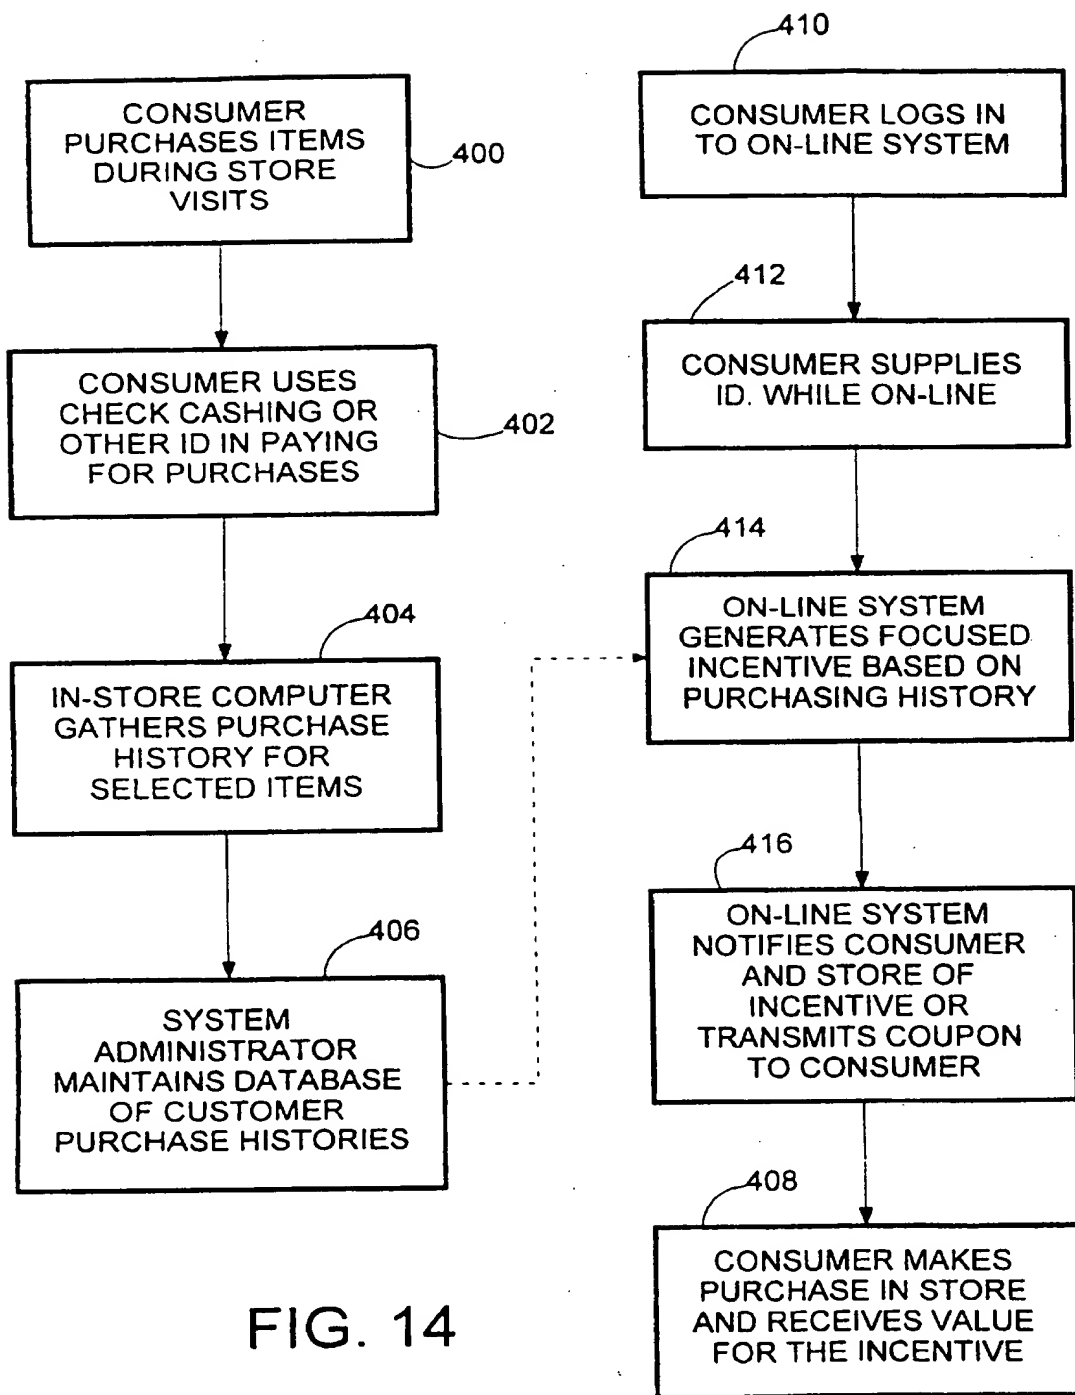 CONSUMER
PURCHASES ITEMS
DURING STORE
VISITS
400
CONSUMER USES
CHECK CASHING OR
OTHER ID IN PAYING
FOR PURCHASES
402
404
IN-STORE COMPUTER
GATHERS PURCHASE
HISTORY FOR
SELECTED ITEMS
406
SYSTEM
ADMINISTRATOR
MAINTAINS DATABASE
OF CUSTOMER
PURCHASE HISTORIES
410
CONSUMER LOGS IN
TO ON-LINE SYSTEM
412
CONSUMER SUPPLIES
ID. WHILE ON-LINE
414
ON-LINE SYSTEM
GENERATES FOCUSED
INCENTIVE BASED ON
PURCHASING HISTORY
416
ON-LINE SYSTEM
NOTIFIES CONSUMER
AND STORE OF
INCENTIVE OR
TRANSMITS COUPON
TO CONSUMER
408
CONSUMER MAKES
PURCHASE IN STORE
AND RECEIVES VALUE
FOR THE INCENTIVE
FIG. 14